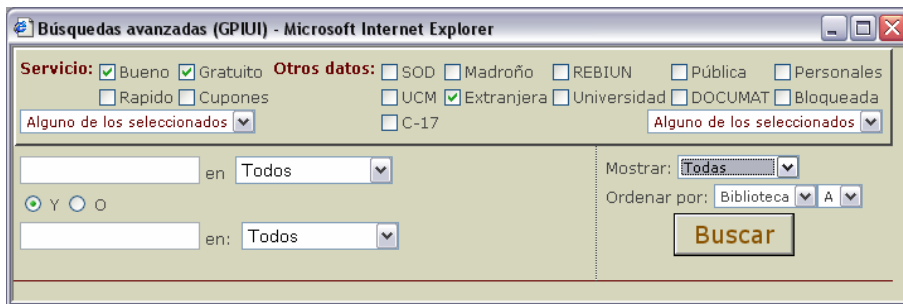 Búsquedas avanzadas (GPIUI) - Microsoft Internet Explorer
Servicio: Bueno Gratuito Otros datos: SOD Madroño REBIUN Pública Personales
Rapido Cupones UCM Extranjera Universidad DOCUMAT Bloqueada
Alguno de los seleccionados C-17 Alguno de los seleccionados
en Todos Mostrar: Todas
Y O Ordenar por: Biblioteca A
en: Todos Buscar